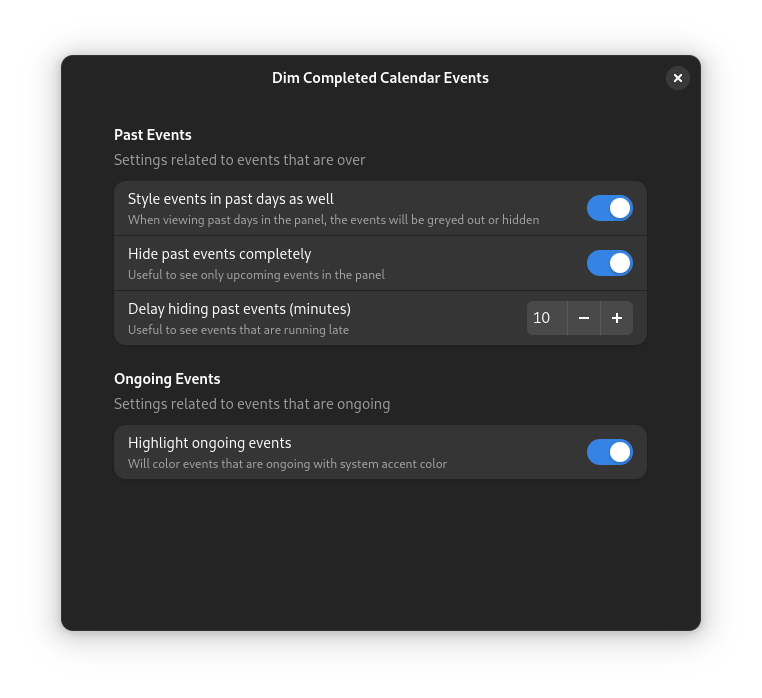 Dim Completed Calendar Events
Past Events
Settings related to events that are over
Style events in past days as well
When viewing past days in the panel, the events will be greyed out or hidden
Hide past events completely
Useful to see only upcoming events in the panel
Delay hiding past events (minutes)
Useful to see events that are running late
10
Ongoing Events
Settings related to events that are ongoing
Highlight ongoing events
Will color events that are ongoing with system accent color